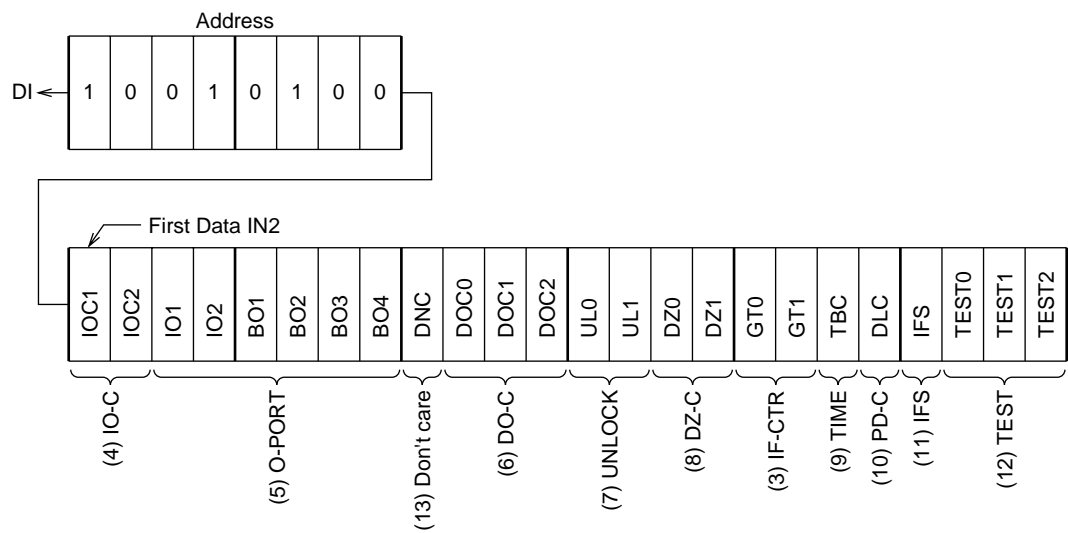 Address
DI 1 0 0 1 0 1 0 0
First Data IN2
IOC1 IOC2 IO1 IO2 BO1 BO2 BO3 BO4 DNC DOC0 DOC1 DOC2 UL0 UL1 DZ0 DZ1 GT0 GT1 TBC DLC IFS TEST0 TEST1 TEST2
(4) IO-C
(5) O-PORT
(13) Don't care
(6) DO-C
(7) UNLOCK
(8) DZ-C
(3) IF-CTR
(9) TIME
(10) PD-C
(11) IFS
(12) TEST